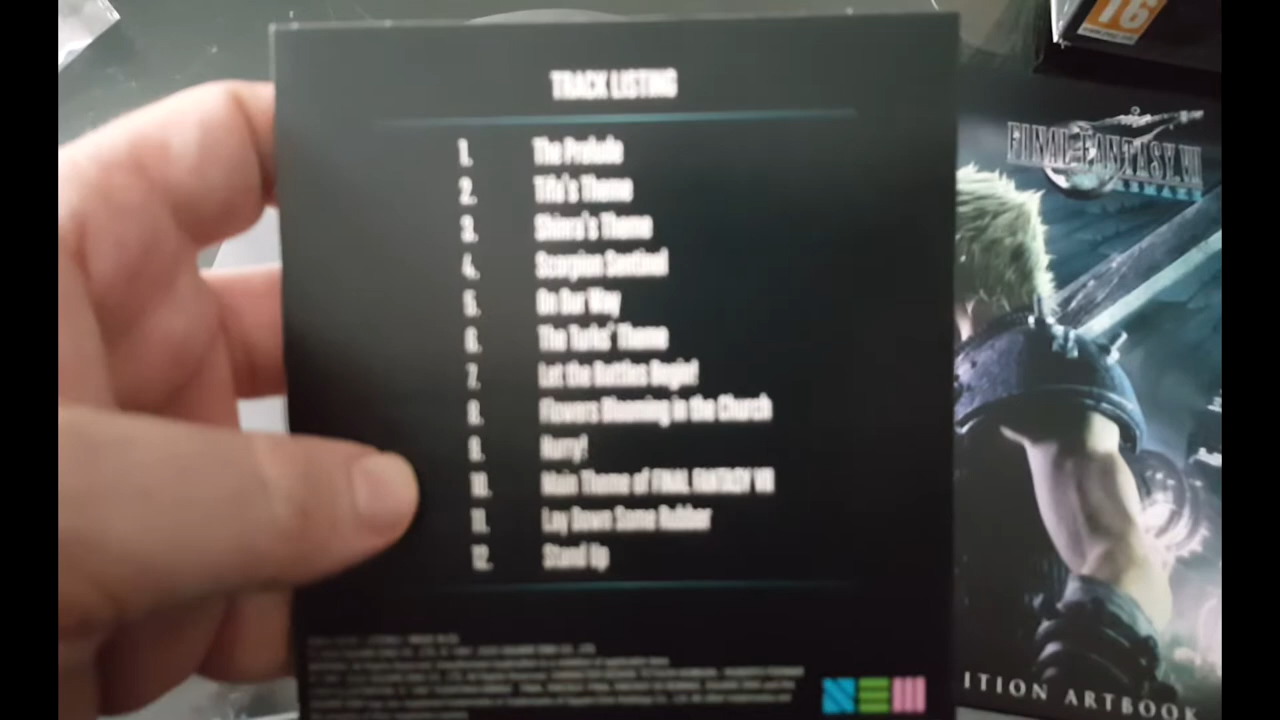 16
TRACK LISTING
1. The Prelude
2. Tifa's Theme
3. Shinra's Theme
4. Scorpion Sentinel
5. On Our Way
6. The Turks' Theme
7. Let the Battles Begin!
8. Flowers Blooming in the Church
9. Hurry!
10. Main Theme of FINAL FANTASY VII
11. Lay Down Some Rubber
12. Stand Up
FINAL FANTASY VII
REMAKE
ITION ARTBOOK